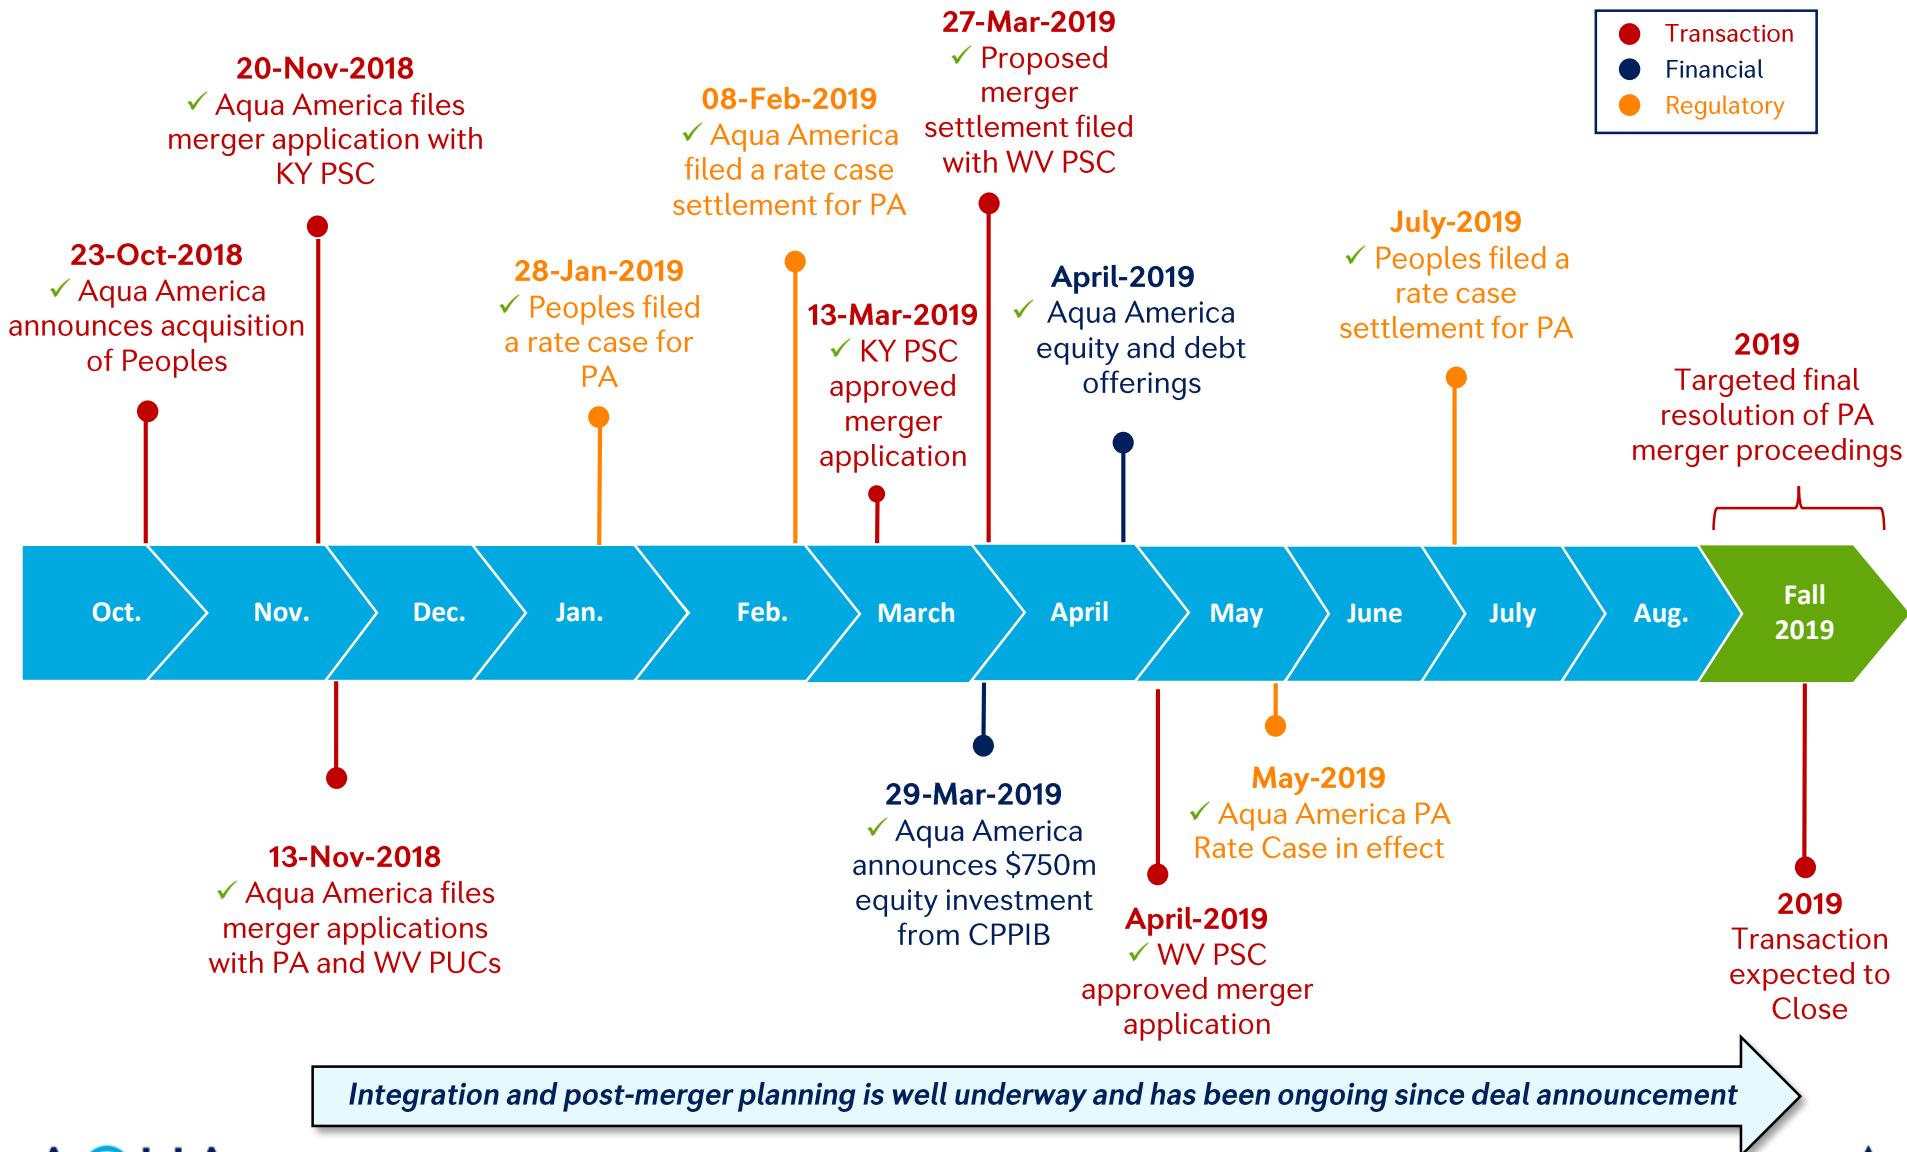 27-Mar-2019
✓ Proposed
merger
settlement filed
with WV PSC
Transaction
Financial
Regulatory
20-Nov-2018
✓ Aqua America files
merger application with
KY PSC
08-Feb-2019
✓ Aqua America
filed a rate case
settlement for PA
23-Oct-2018
✓ Aqua America
announces acquisition
of Peoples
28-Jan-2019
✓ Peoples filed
a rate case for
PA
13-Mar-2019
✓ KY PSC
approved
merger
application
April-2019
✓ Aqua America
equity and debt
offerings
July-2019
✓ Peoples filed a
rate case
settlement for PA
2019
Targeted final
resolution of PA
merger proceedings
Oct.
Nov.
Dec.
Jan.
Feb.
March
April
May
June
July
Aug.
Fall
2019
13-Nov-2018
✓ Aqua America files
merger applications
with PA and WV PUCs
29-Mar-2019
✓ Aqua America
announces $750m
equity investment
from CPPIB
April-2019
✓ WV PSC
approved merger
application
May-2019
✓ Aqua America PA
Rate Case in effect
2019
Transaction
expected to
Close
Integration and post-merger planning is well underway and has been ongoing since deal announcement